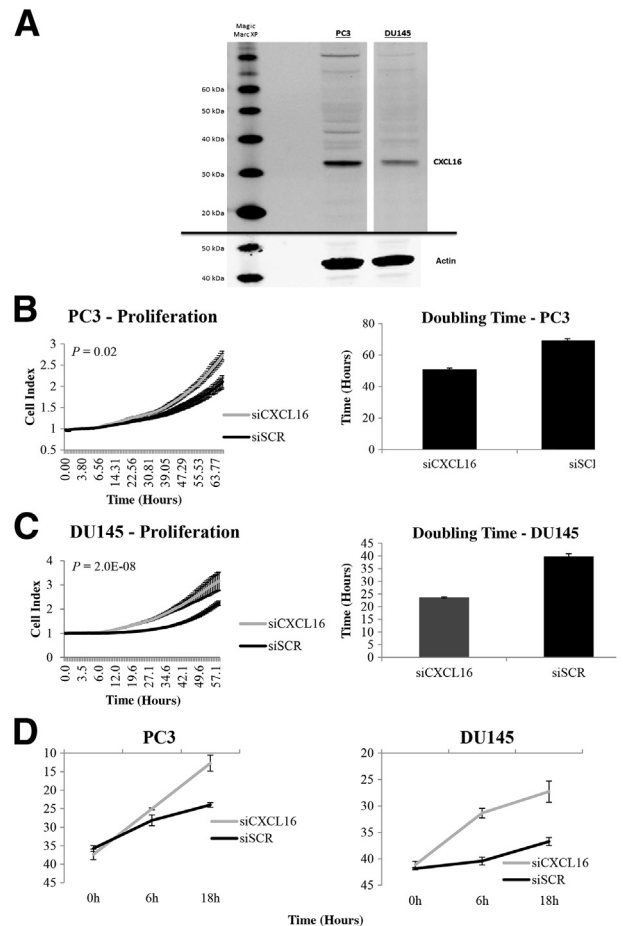 A
Magic
Marc XP
PC3
DU145
60 kDa
50 kDa
40 kDa
30 kDa
20 kDa
CXCL16
50 kDa
40 kDa
Actin
B
PC3 - Proliferation
P = 0.02
Cell Index
3
2.5
2
1.5
1
0.5
0.00
3.80
6.56
14.31
22.56
30.81
39.05
47.29
55.53
63.77
Time (Hours)
siCXCL16
siSCR
Doubling Time - PC3
Time (Hours)
80
60
40
20
0
siCXCL16
siSCI
C
DU145 - Proliferation
P = 2.0E-08
Cell Index
4
3
2
1
0
0.0
3.5
6.0
12.0
19.6
27.1
34.6
42.1
49.6
57.1
Time (Hours)
siCXCL16
siSCR
Doubling Time - DU145
Time (Hours)
45
40
35
30
25
20
15
10
5
0
siCXCL16
siSCR
D
PC3
10
15
20
25
30
35
40
45
0h
6h
18h
siCXCL16
siSCR
DU145
20
25
30
35
40
45
0h
6h
18h
siCXCL16
siSCR
Time (Hours)